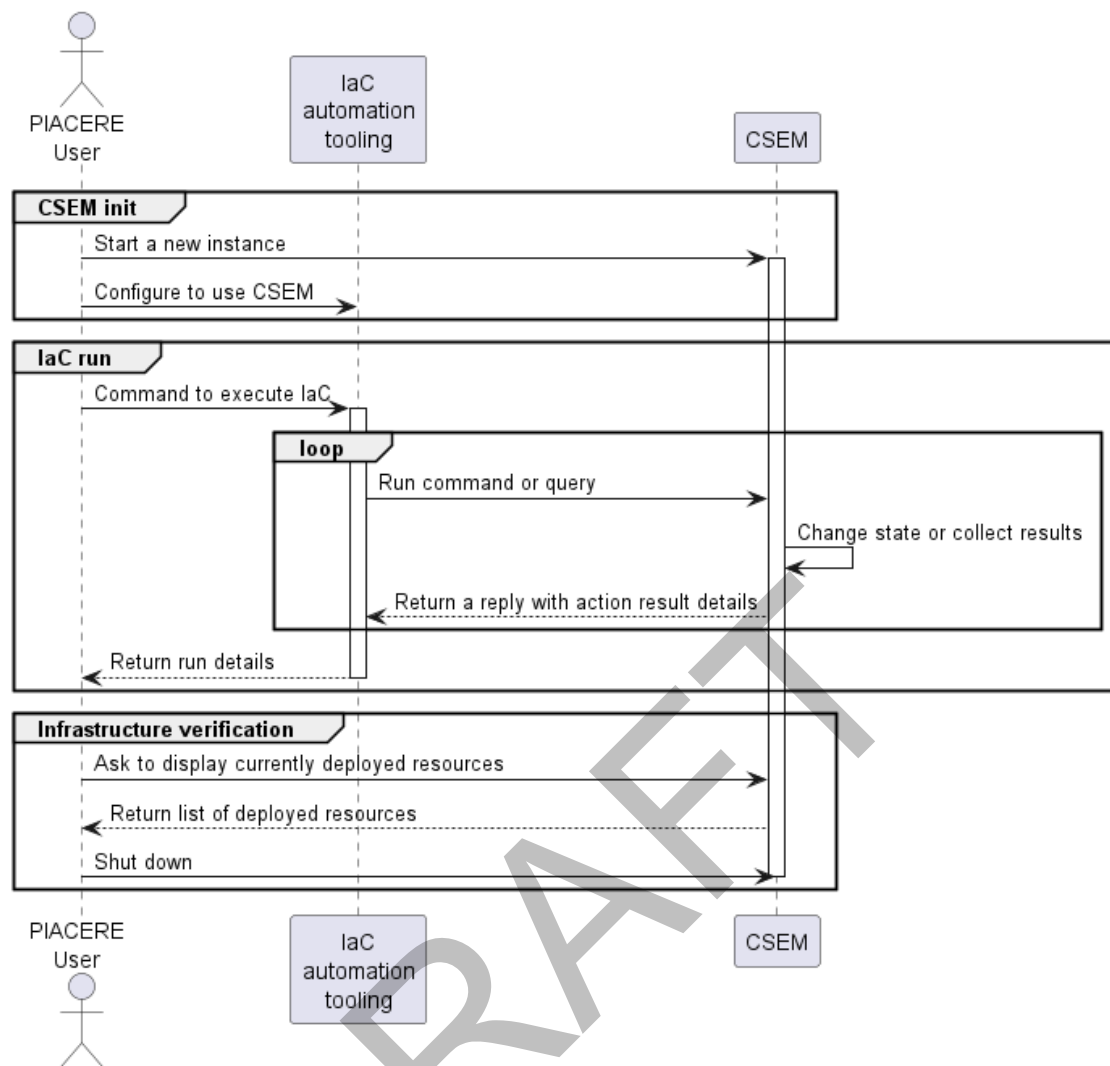 PIACERE
User
IaC
automation
tooling
CSEM
CSEM init
Start a new instance
Configure to use CSEM
IaC run
Command to execute IaC
loop
Run command or query
Change state or collect results
Return a reply with action result details
Return run details
Infrastructure verification
Ask to display currently deployed resources
Return list of deployed resources
Shut down
PIACERE
User
IaC
automation
tooling
CSEM
RAFT